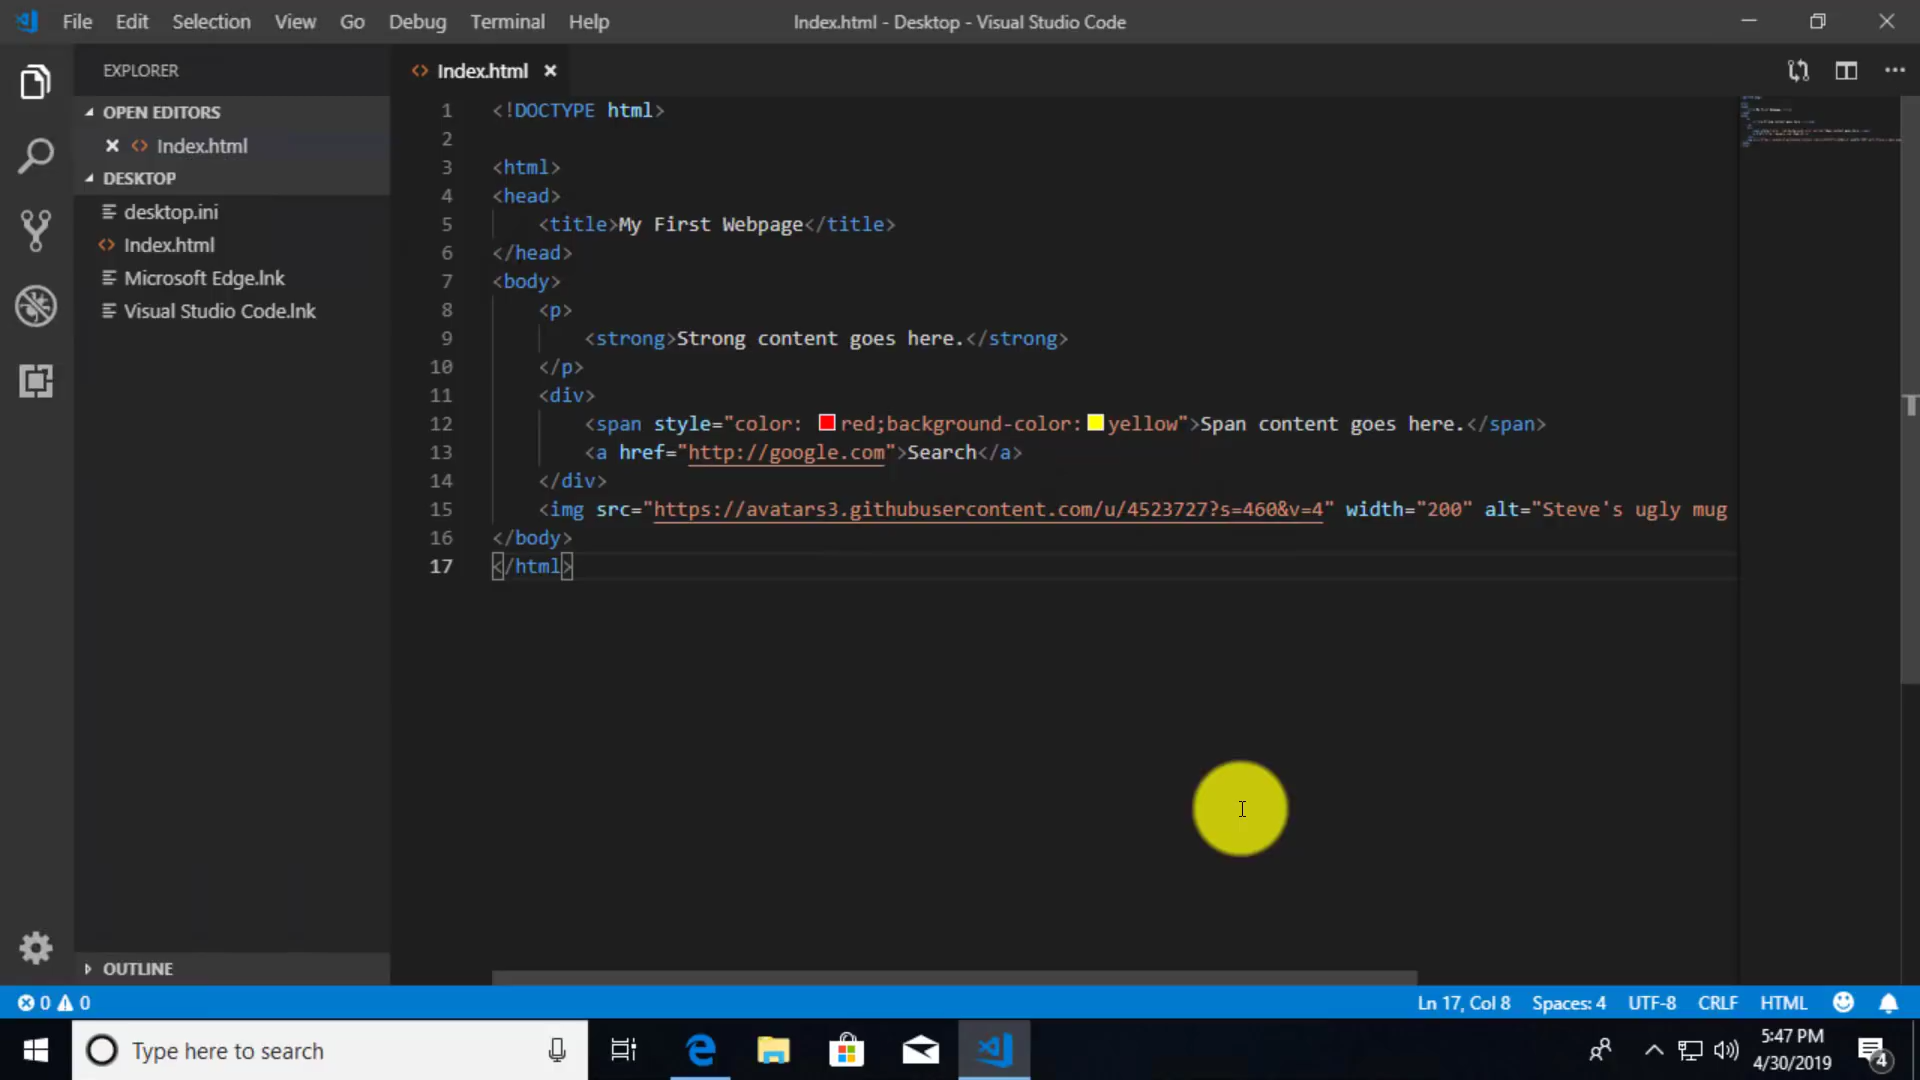 File Edit Selection View Go Debug Terminal Help Index.html - Desktop - Visual Studio Code
EXPLORER
OPEN EDITORS
Index.html
DESKTOP
desktop.ini
Index.html
Microsoft Edge.lnk
Visual Studio Code.lnk
OUTLINE
Index.html
1 <!DOCTYPE html>
2
3 <html>
4 <head>
5 <title>My First Webpage</title>
6 </head>
7 <body>
8 <p>
9 <strong>Strong content goes here.</strong>
10 </p>
11 <div>
12 <span style="color: red;background-color:yellow">Span content goes here.</span>
13 <a href="http://google.com">Search</a>
14 </div>
15 <img src="https://avatars3.githubusercontent.com/u/4523727?s=460&v=4" width="200" alt="Steve's ugly mug
16 </body>
17 </html>
0 0 Ln 17, Col 8 Spaces: 4 UTF-8 CRLF HTML
Type here to search
5:47 PM
4/30/2019
4